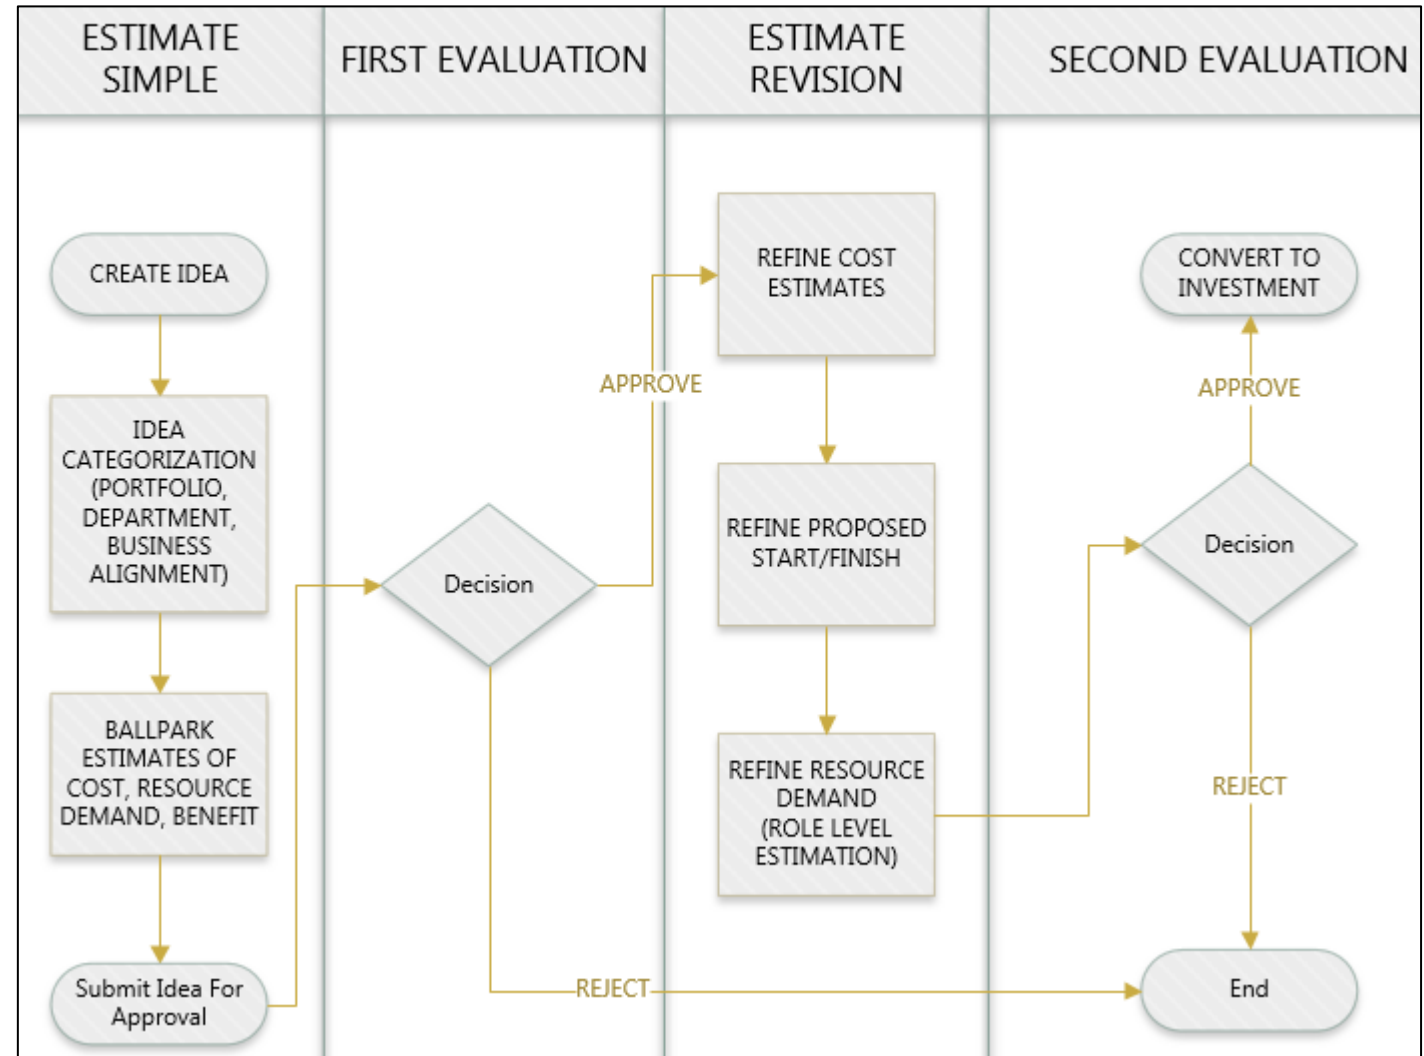 ESTIMATE
SIMPLE
FIRST EVALUATION
ESTIMATE
REVISION
SECOND EVALUATION
CREATE IDEA
IDEA
CATEGORIZATION
(PORTFOLIO,
DEPARTMENT,
BUSINESS
ALIGNMENT)
BALLPARK
ESTIMATES OF
COST, RESOURCE
DEMAND, BENEFIT
Submit Idea For
Approval
Decision
APPROVE
REJECT
REFINE COST
ESTIMATES
REFINE PROPOSED
START/FINISH
REFINE RESOURCE
DEMAND
(ROLE LEVEL
ESTIMATION)
CONVERT TO
INVESTMENT
APPROVE
Decision
REJECT
End